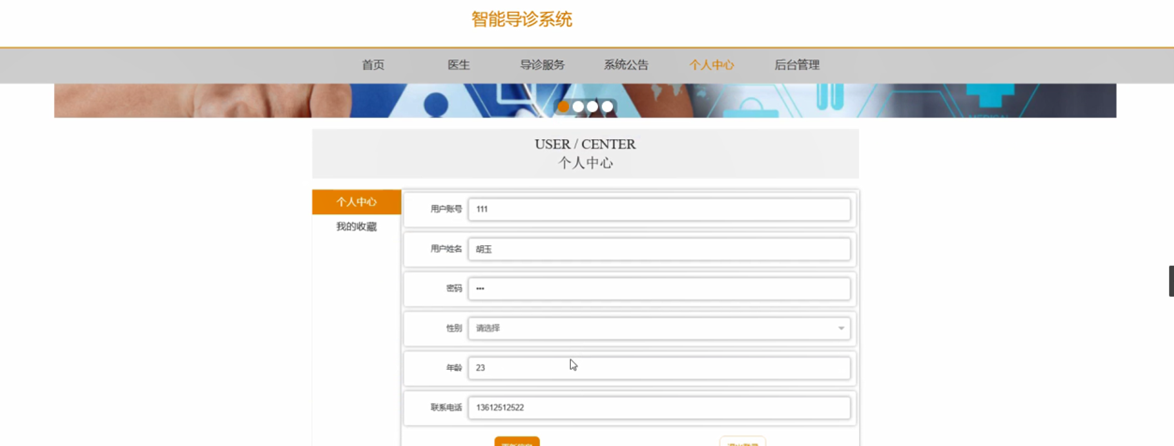 智能导诊系统
首页 医生 导诊服务 系统公告 个人中心 后台管理
USER / CENTER
个人中心
个人中心
我的收藏
用户账号 111
用户姓名 胡玉
密码 •••
性别 请选择
年龄 23
联系电话 13612512522